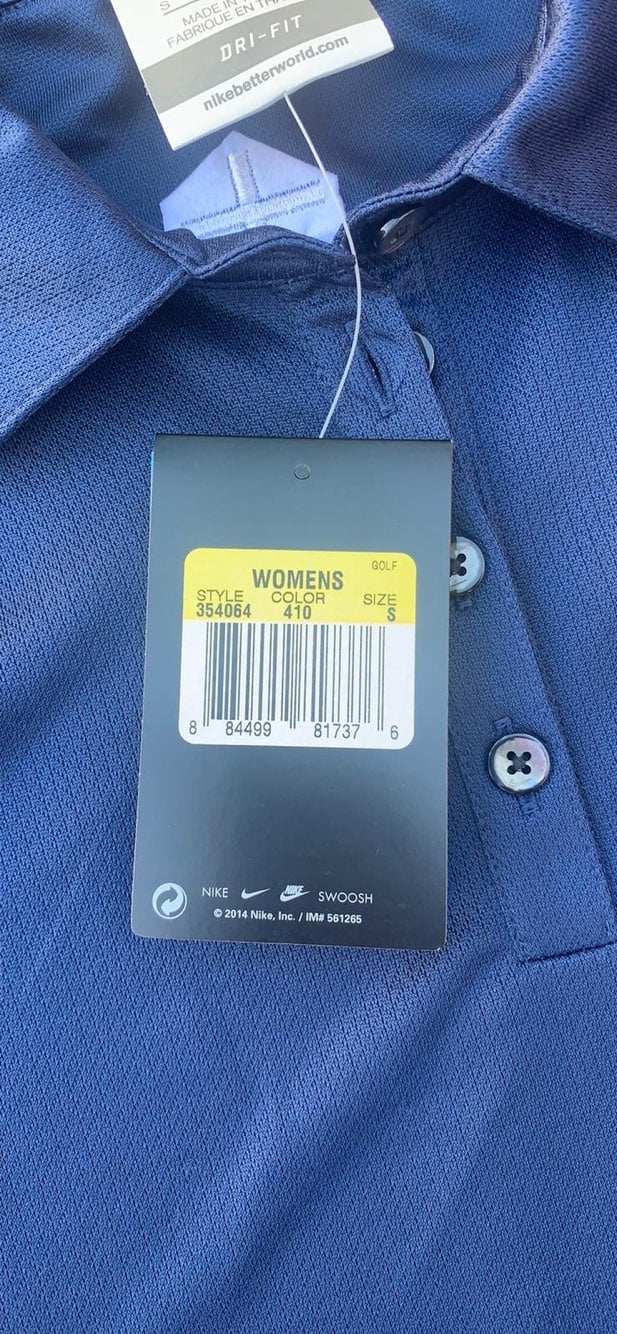 S
MADE IN
FABRIQUE EN
DRI-FIT
nikebetterworld.com
GOLF
WOMENS
STYLE COLOR SIZE
354064 410 S
8 84499 81737 6
NIKE NIKE SWOOSH
© 2014 Nike, Inc. / IM# 561265